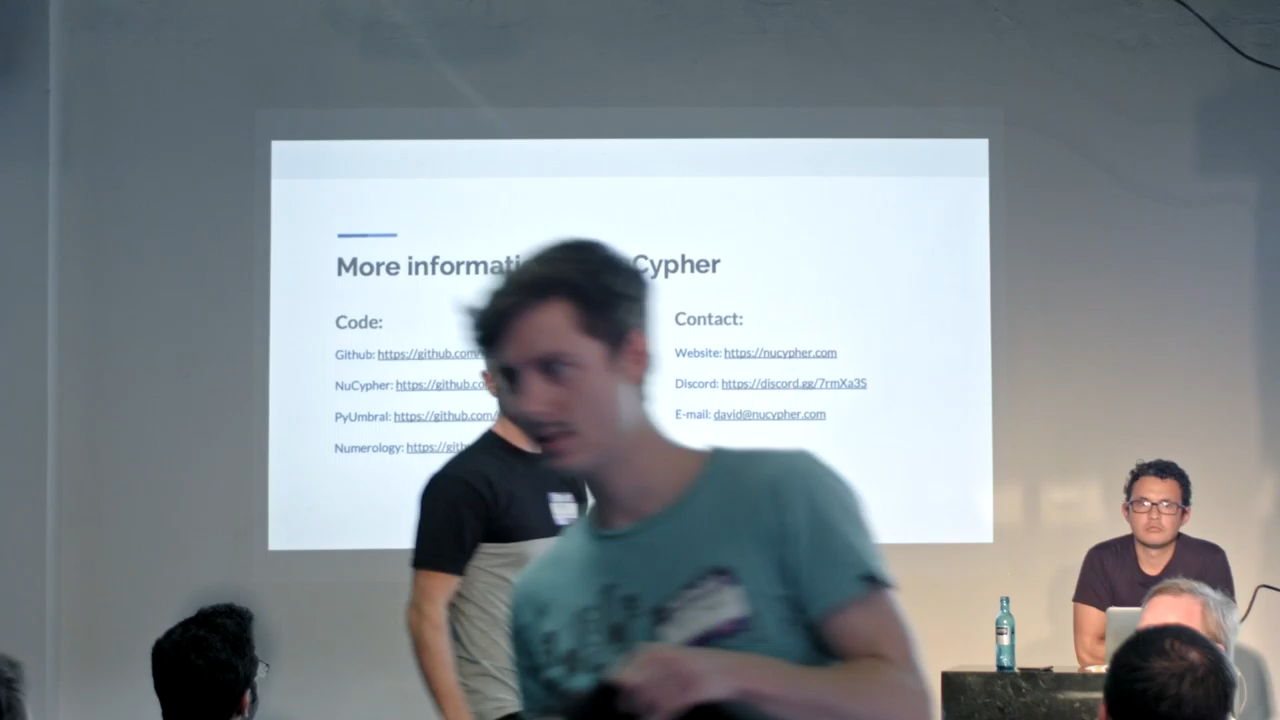 More informati Cypher
Code:
Github: https://github.com/
NuCypher: https://github.co
PyUmbral: https://github.com/
Numerology: https://gith
Contact:
Website: https://nucypher.com
Discord: https://discord.gg/7rmXa3S
E-mail: david@nucypher.com